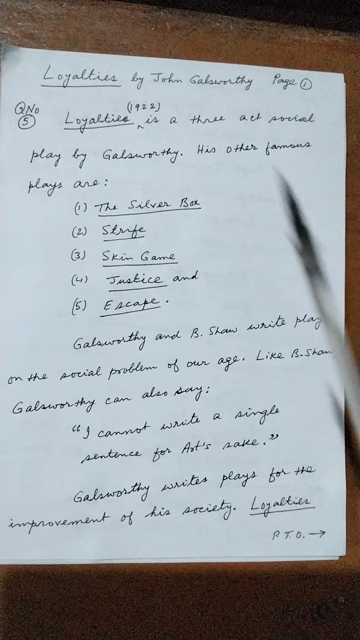 Loyalties by John Galsworthy Page 1
QNo 5 Loyalties (1922) is a three act social
play by Galsworthy. His other famous
plays are:
(1) The Silver Box
(2) Strife
(3) Skin Game
(4) Justice and
(5) Escape.
Galsworthy and B. Shaw write play
on the social problem of our age. Like B. Shaw
Galsworthy can also say:
"I cannot write a single
sentence for Art's sake."
Galsworthy writes plays for the
improvement of his society. Loyalties
P.T.O. →